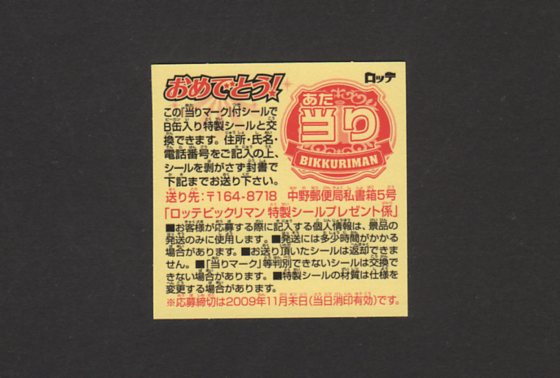 おめでとう!
ロッテ
あた
当り
BIKKURIMAN
この「当りマーク」付シールで
B缶入り特製シールと交
換できます。住所・氏名・
電話番号をご記入の上、
シールを剥がさず封書で
下記までお送り下さい。
送り先:〒164-8718 中野郵便局私書箱5号
「ロッテビックリマン 特製シールプレゼント係」
■お客様が応募する際に記入する個人情報は、景品の
発送のみに使用します。■発送には多少時間がかかる
場合があります。■お送り頂いたシールは返却できま
せん。■「当りマーク」等判別できないシールは交換で
きない場合があります。■特製シールの材質は仕様を
変更する場合があります。
※応募締切は2009年11月末日(当日消印有効)です。